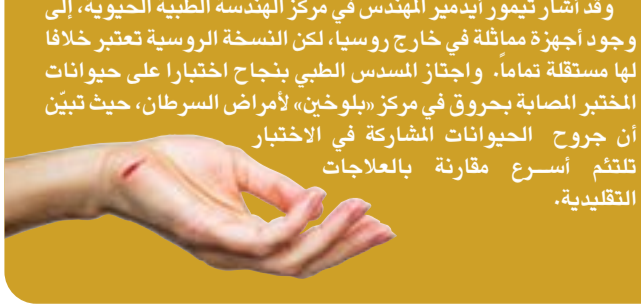 وقد أشار تيمور أيدمير المهندس في مركز الهندسة الطبية الحيوية، إلى
وجود أجهزة مماثلة في خارج روسيا، لكن النسخة الروسية تعتبر خلافا
لها مستقلة تماماً. واجتاز المسدس الطبي بنجاح اختبارا على حيوانات
المختبر المصابة بحروق في مركز «بلوخين» لأمراض السرطان، حيث تبيّن
أن جروح الحيوانات المشاركة في الاختبار
تلتئم أسـرع مقارنة بالعلاجات
التقليدية.